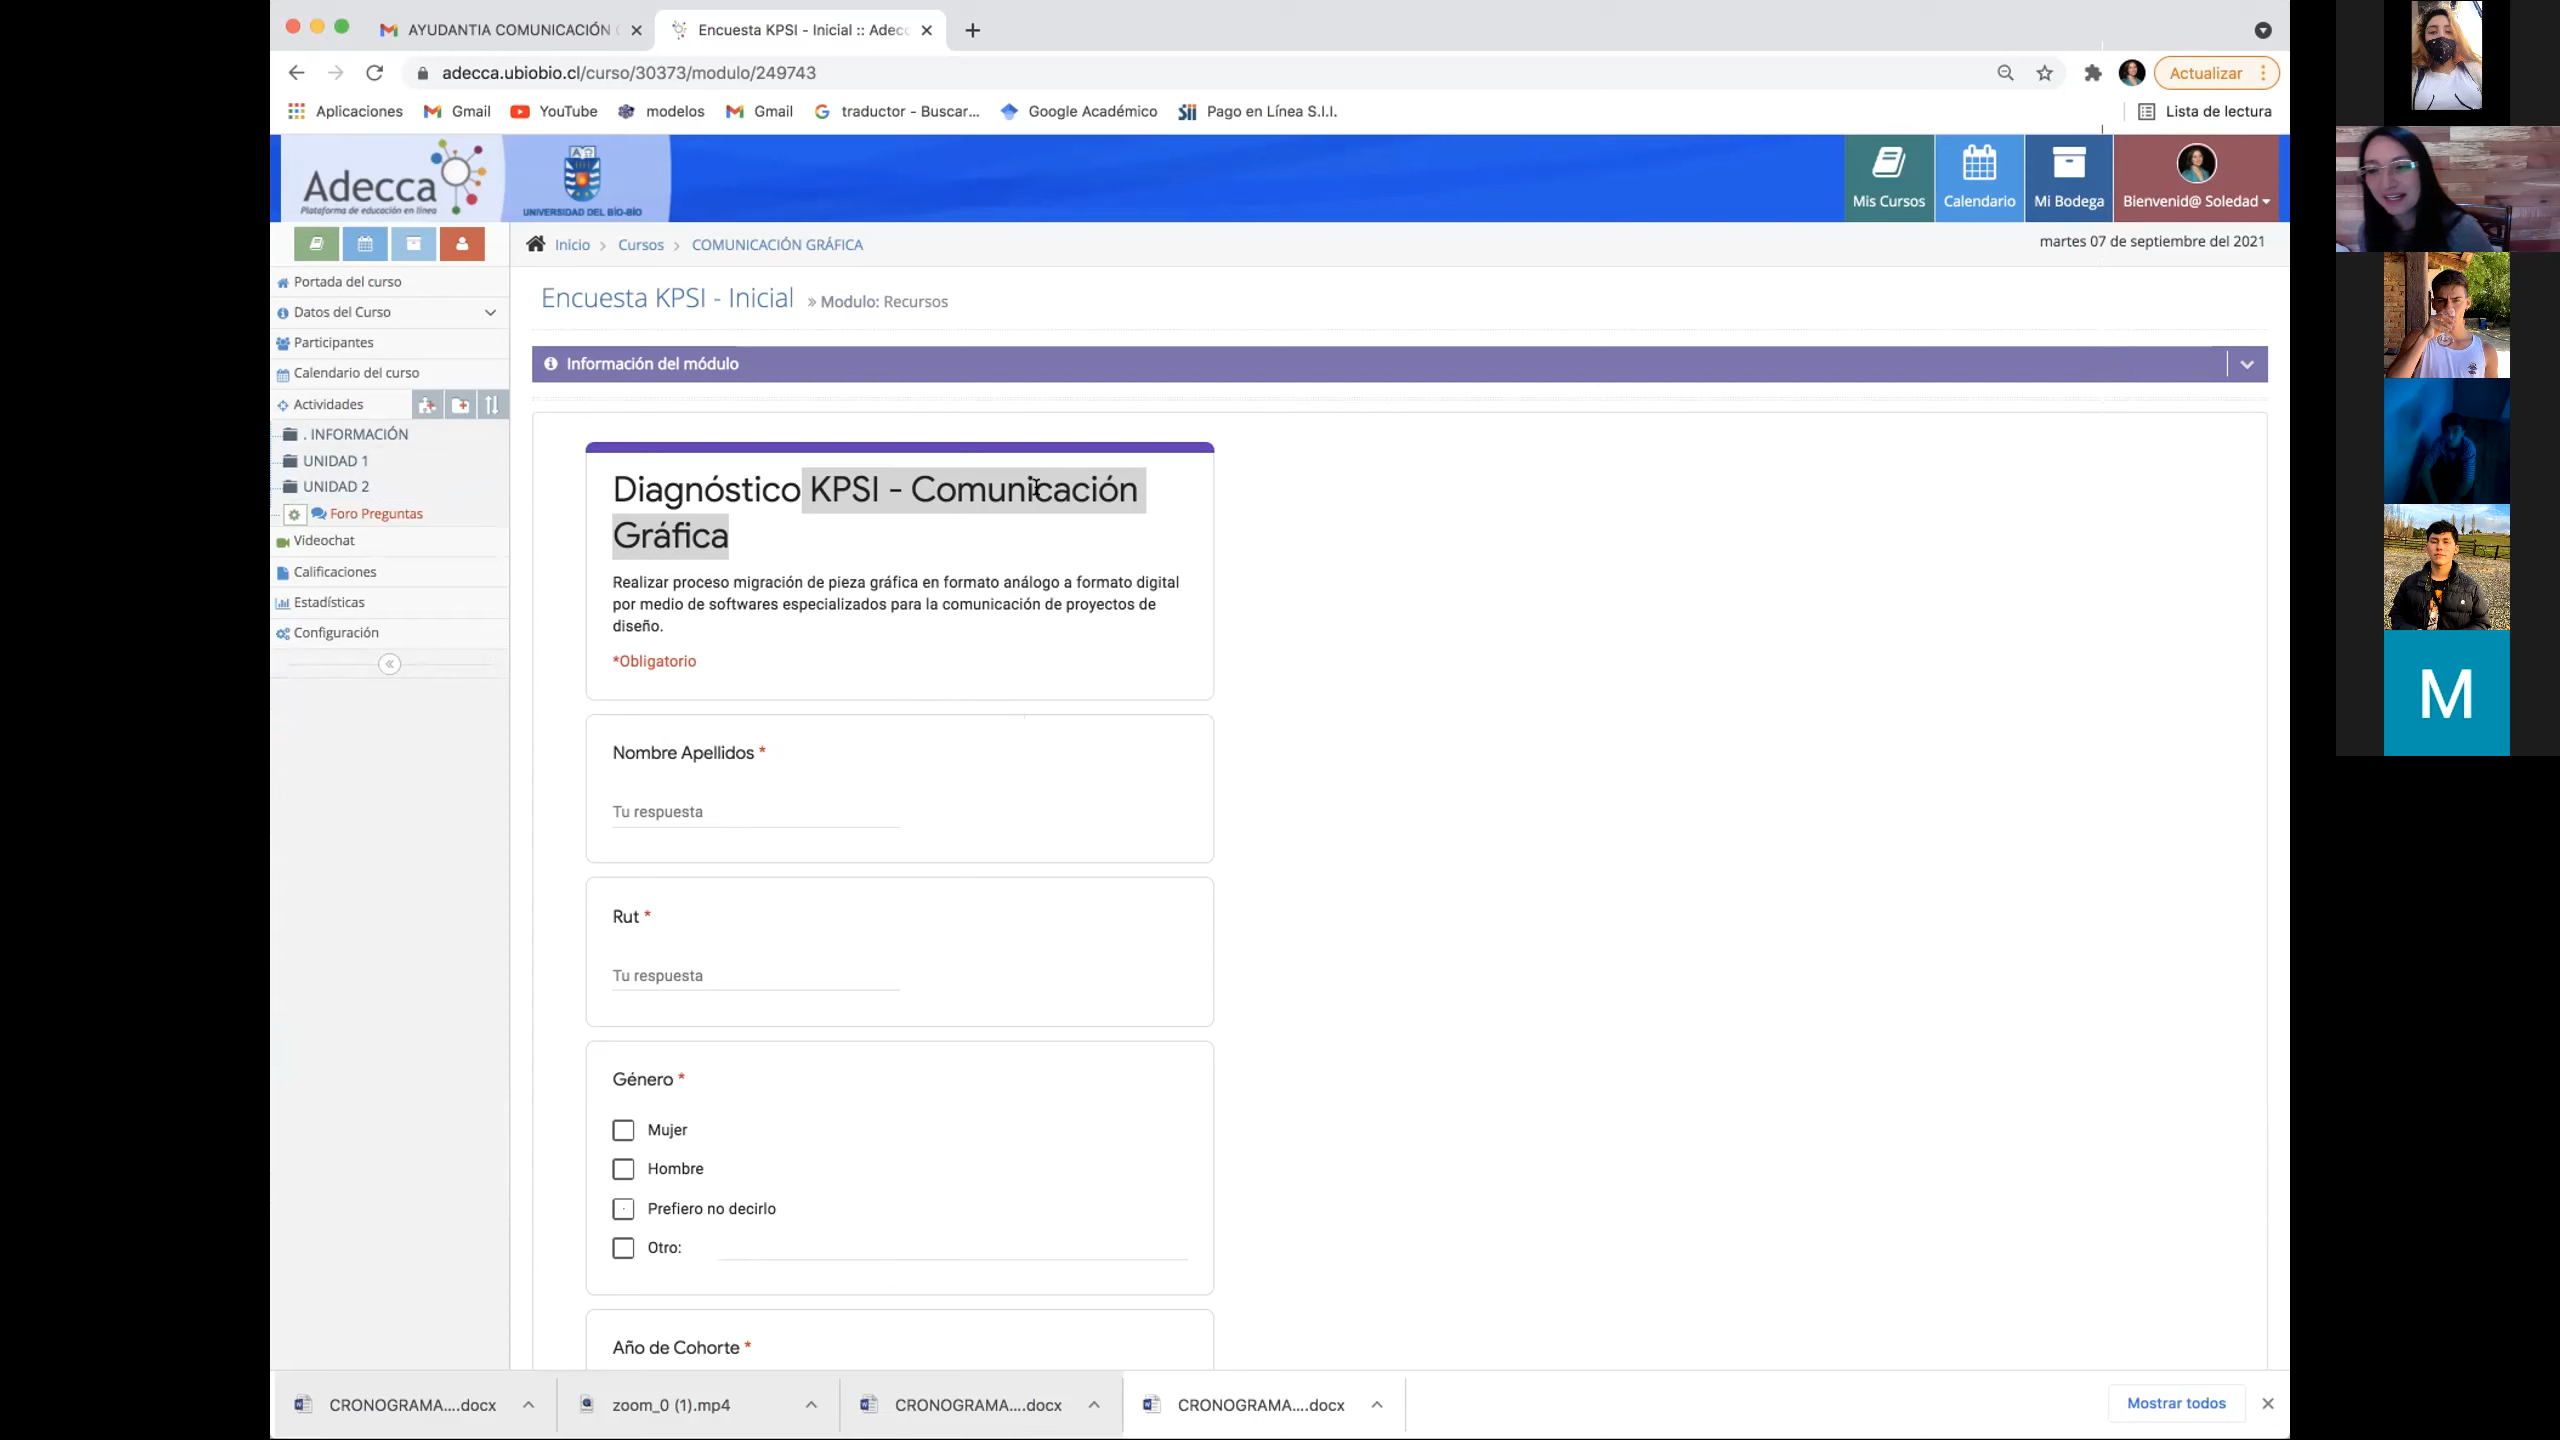 AYUDANTIA COMUNICACIÓN
Encuesta KPSI - Inicial :: Adecc
adecca.ubiobio.cl/curso/30373/modulo/249743
Actualizar
Aplicaciones
Gmail
YouTube
modelos
Gmail
traductor - Buscar...
Google Académico
Sii
Pago en Línea S.I.I.
Lista de lectura
Adecca
Plataforma de educación en línea
UNIVERSIDAD DEL BÍO-BÍO
Mis Cursos
Calendario
Mi Bodega
Bienvenid@ Soledad
Inicio > Cursos > COMUNICACIÓN GRÁFICA
martes 07 de septiembre del 2021
Portada del curso
Datos del Curso
Participantes
Calendario del curso
Actividades
. INFORMACIÓN
UNIDAD 1
UNIDAD 2
Foro Preguntas
Videochat
Calificaciones
Estadísticas
Configuración
Encuesta KPSI - Inicial » Modulo: Recursos
Información del módulo
Diagnóstico KPSI - Comunicación
Gráfica
Realizar proceso migración de pieza gráfica en formato análogo a formato digital
por medio de softwares especializados para la comunicación de proyectos de
diseño.
*Obligatorio
Nombre Apellidos *
Tu respuesta
Rut *
Tu respuesta
Género *
Mujer
Hombre
Prefiero no decirlo
Otro:
Año de Cohorte *
CRONOGRAMA....docx
zoom_0 (1).mp4
CRONOGRAMA....docx
CRONOGRAMA....docx
Mostrar todos
M